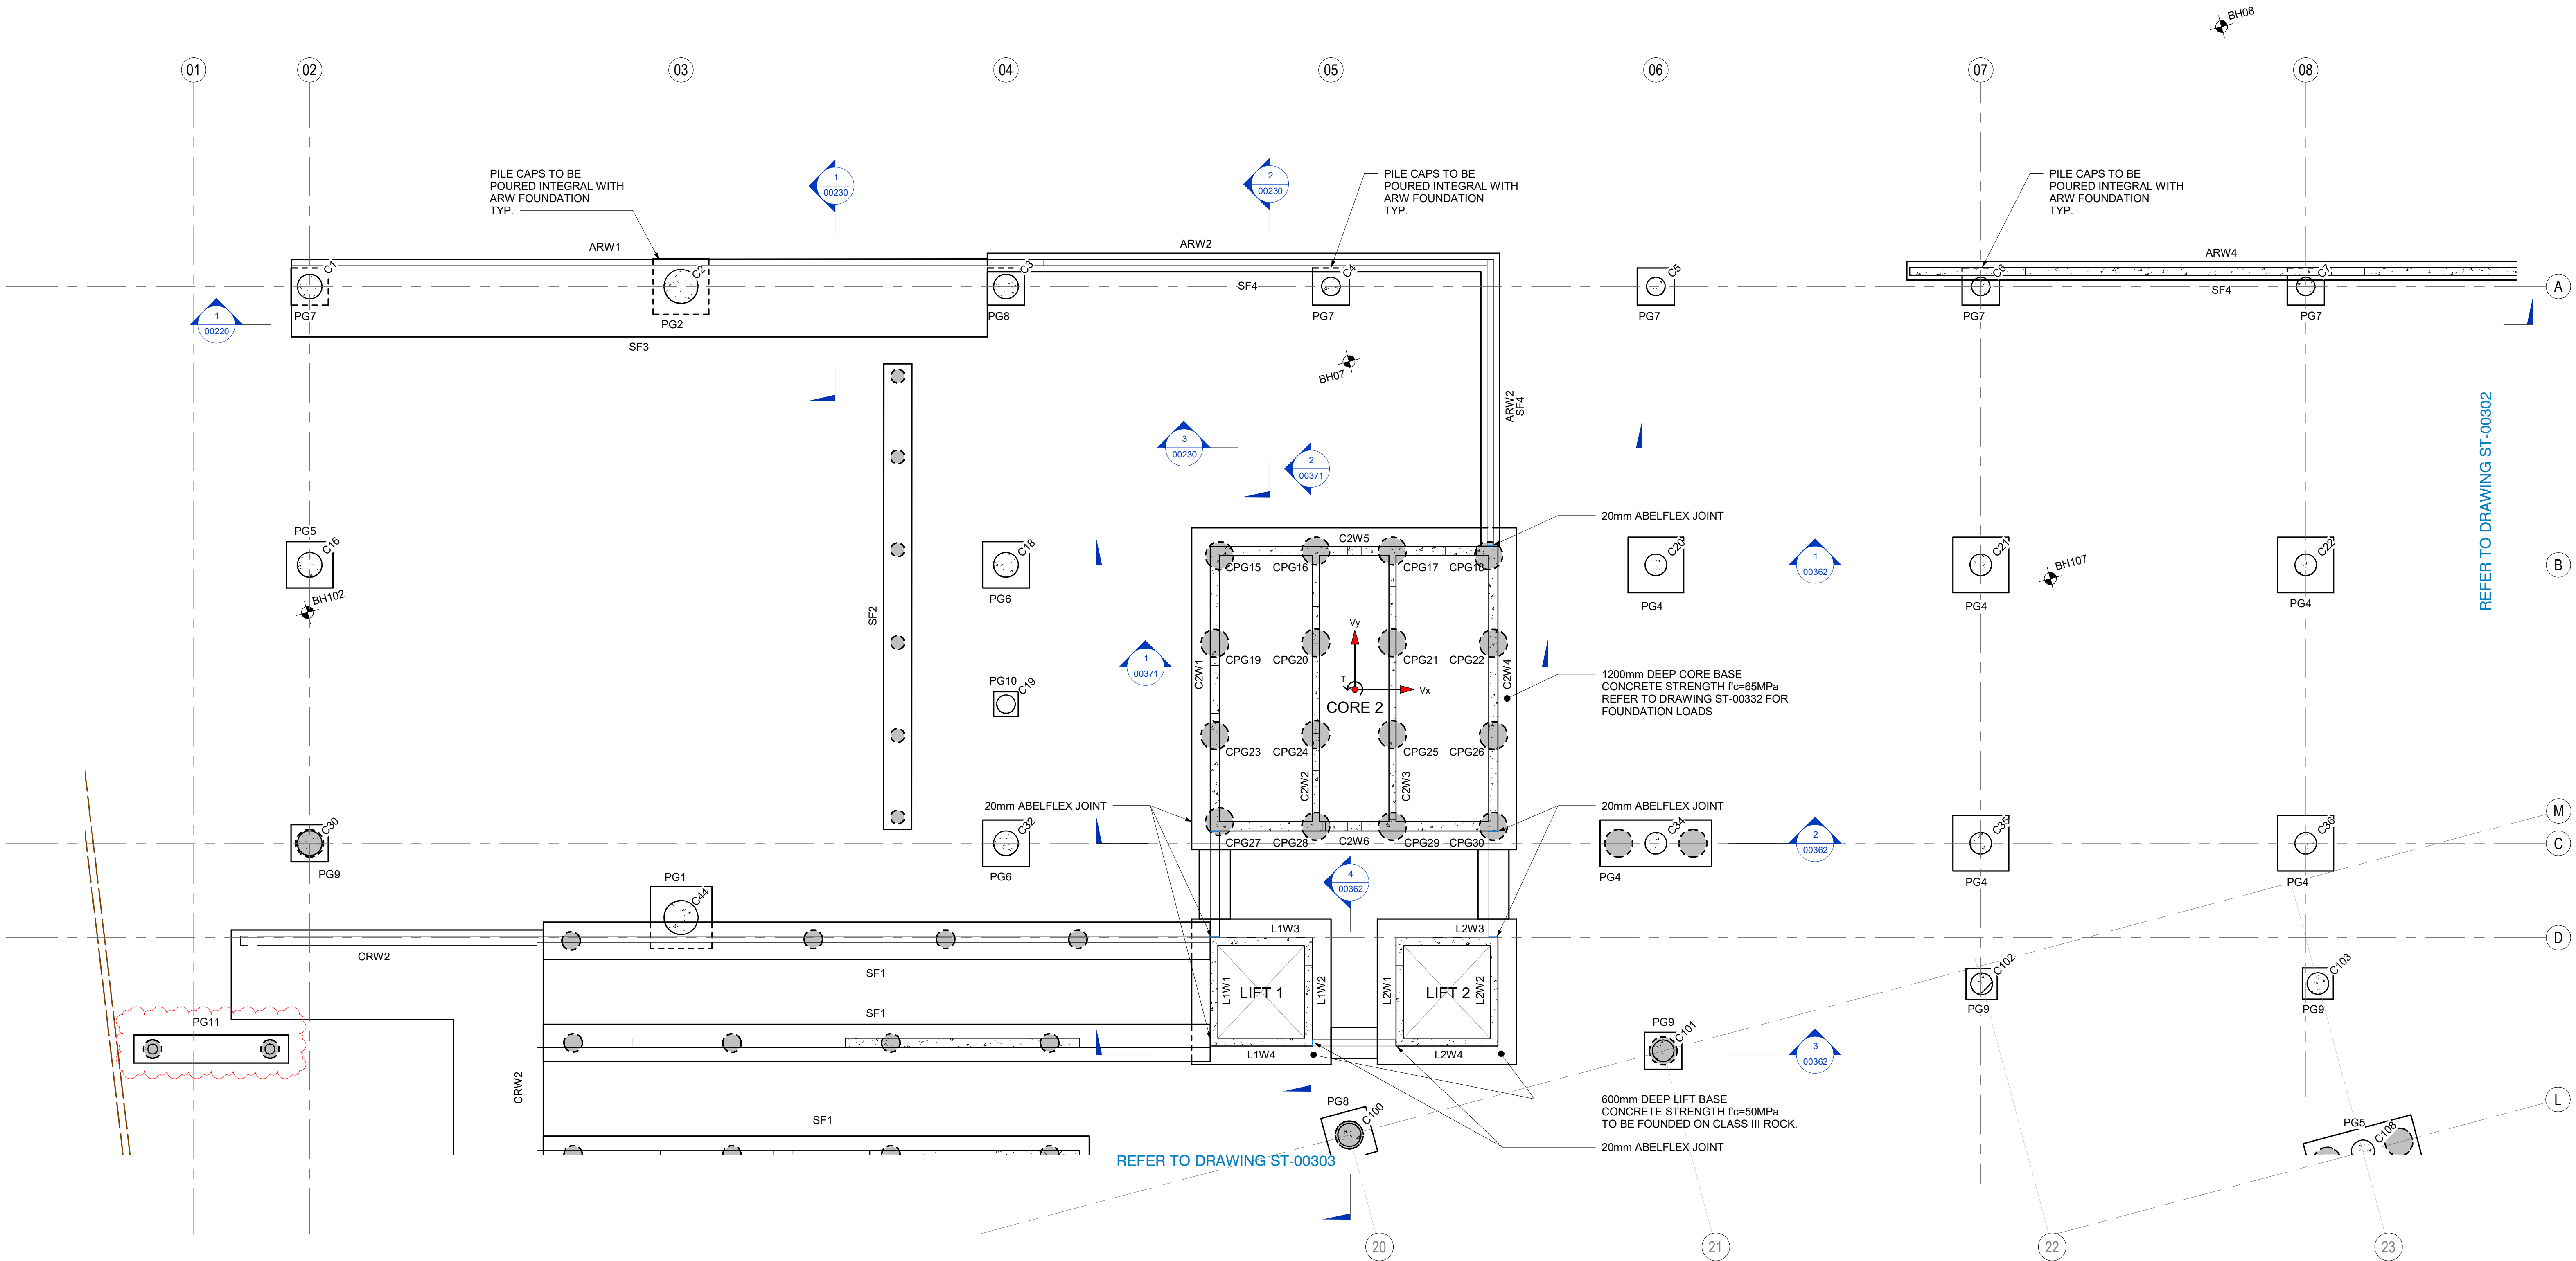 BH08
01
02
03
04
05
06
07
08
PILE CAPS TO BE
POURED INTEGRAL WITH
ARW FOUNDATION
TYP.
1
00230
2
00230
PILE CAPS TO BE
POURED INTEGRAL WITH
ARW FOUNDATION
TYP.
PILE CAPS TO BE
POURED INTEGRAL WITH
ARW FOUNDATION
TYP.
ARW1
ARW2
ARW4
C1
C2
C3
C4
C5
C6
C7
SF4
SF4
A
1
00220
PG7
PG2
PG8
PG7
PG7
PG7
PG7
SF3
BH07
ARW2
SF4
REFER TO DRAWING ST-00302
3
00230
2
00371
20mm ABELFLEX JOINT
PG5
C16
C18
C2W5
C20
C21
C22
1
00362
B
CPG15
CPG16
CPG17
CPG18
BH102
BH107
PG6
PG4
PG4
PG4
SF2
Vy
1
00371
C2W1
CPG19
CPG20
CPG21
CPG22
C2W4
T
Vx
CORE 2
1200mm DEEP CORE BASE
CONCRETE STRENGTH f'c=65MPa
REFER TO DRAWING ST-00332 FOR
FOUNDATION LOADS
PG10
C19
CPG23
CPG24
CPG25
CPG26
C2W2
C2W3
20mm ABELFLEX JOINT
20mm ABELFLEX JOINT
M
C30
C32
C34
C35
C36
CPG27
CPG28
C2W6
CPG29
CPG30
2
00362
C
PG9
PG1
PG6
PG4
PG4
PG4
C44
4
00362
L1W3
L2W3
D
CRW2
SF1
L1W1
LIFT 1
L1W2
L2W1
LIFT 2
L2W2
C102
C103
PG9
PG9
PG11
SF1
PG9
C101
L1W4
L2W4
3
00362
CRW2
PG8
C100
600mm DEEP LIFT BASE
CONCRETE STRENGTH f'c=50MPa
TO BE FOUNDED ON CLASS III ROCK.
L
SF1
PG5
C108
20mm ABELFLEX JOINT
REFER TO DRAWING ST-00303
20
21
22
23